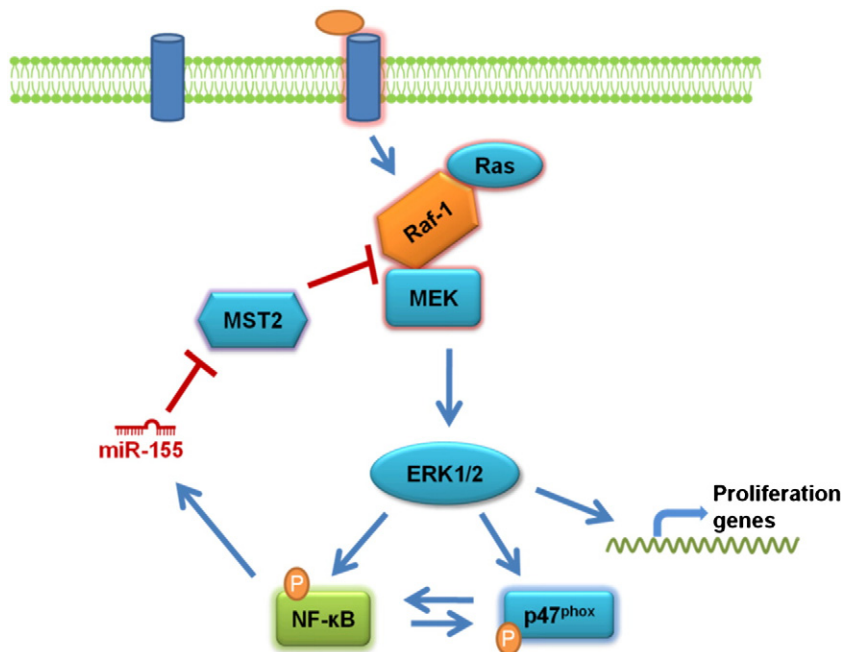 Ras
Raf-1
MEK
MST2
miR-155
ERK1/2
Proliferation
genes
P
NF-κB
p47phox
P